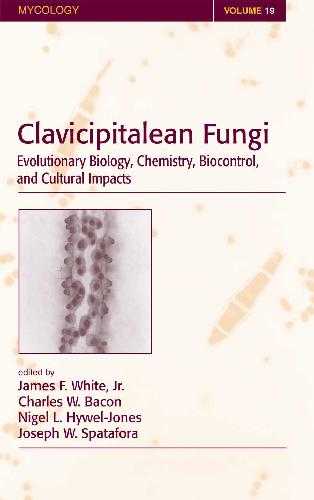 MYCOLOGY
VOLUME 19
Clavicipitalean Fungi
Evolutionary Biology, Chemistry, Biocontrol,
and Cultural Impacts
edited by
James F. White, Jr.
Charles W. Bacon
Nigel L. Hywel-Jones
Joseph W. Spatafora